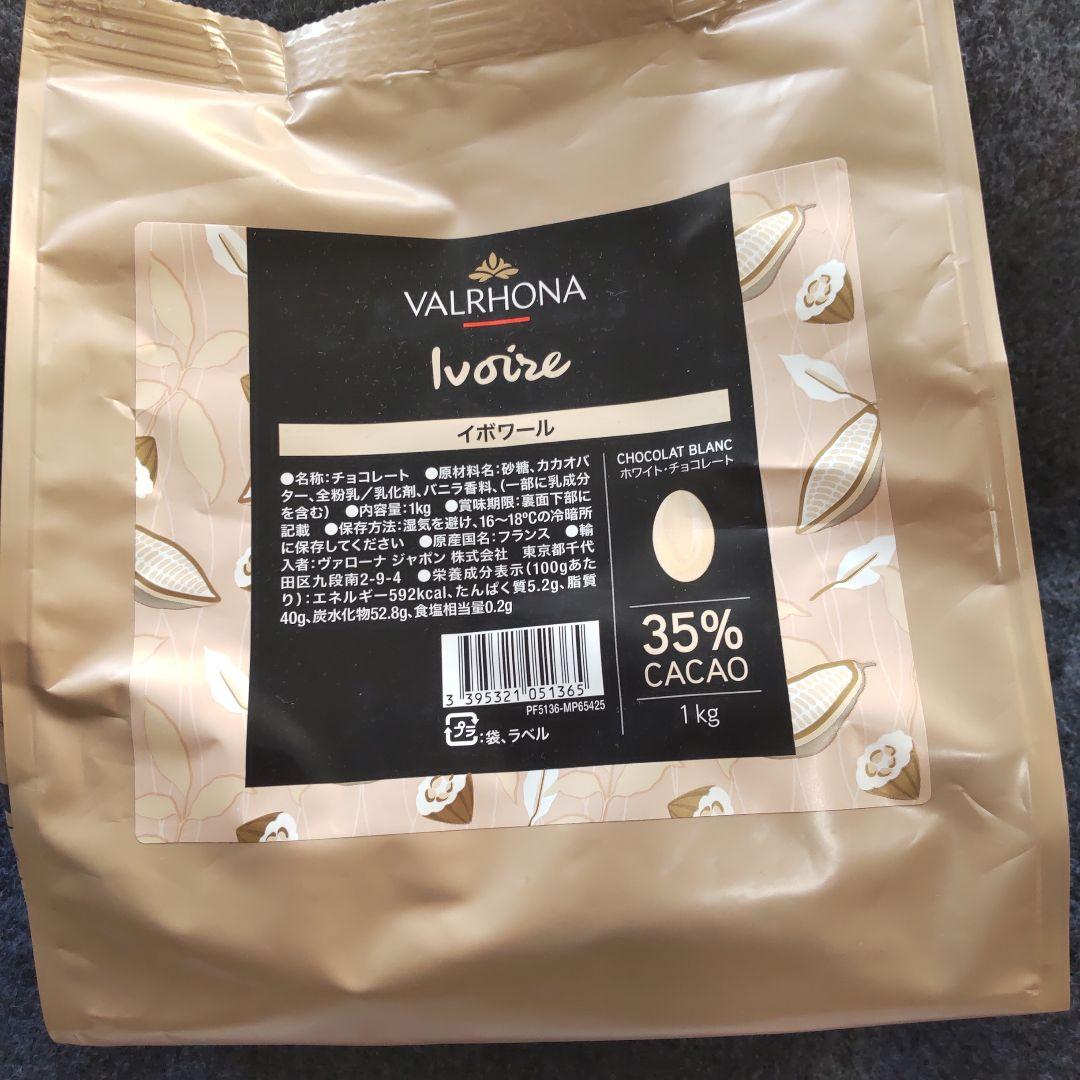 VALRHONA
Ivoire
イボワール
●名称:チョコレート ●原材料名:砂糖、カカオバ
ター、全粉乳/乳化剤、バニラ香料、(一部に乳成分
を含む) ●内容量:1kg ●賞味期限:裏面下部に
記載 ●保存方法:湿気を避け、16~18℃の冷暗所
に保存してください ●原産国名:フランス ●輸
入者:ヴァローナ ジャポン 株式会社 東京都千代
田区九段南2-9-4 ●栄養成分表示(100gあた
り):エネルギー592kcal、たんぱく質5.2g、脂質
40g、炭水化物52.8g、食塩相当量0.2g
3 395321 051365
PF5136-MP65425
プラ:袋、ラベル
CHOCOLAT BLANC
ホワイト・チョコレート
35%
CACAO
1kg